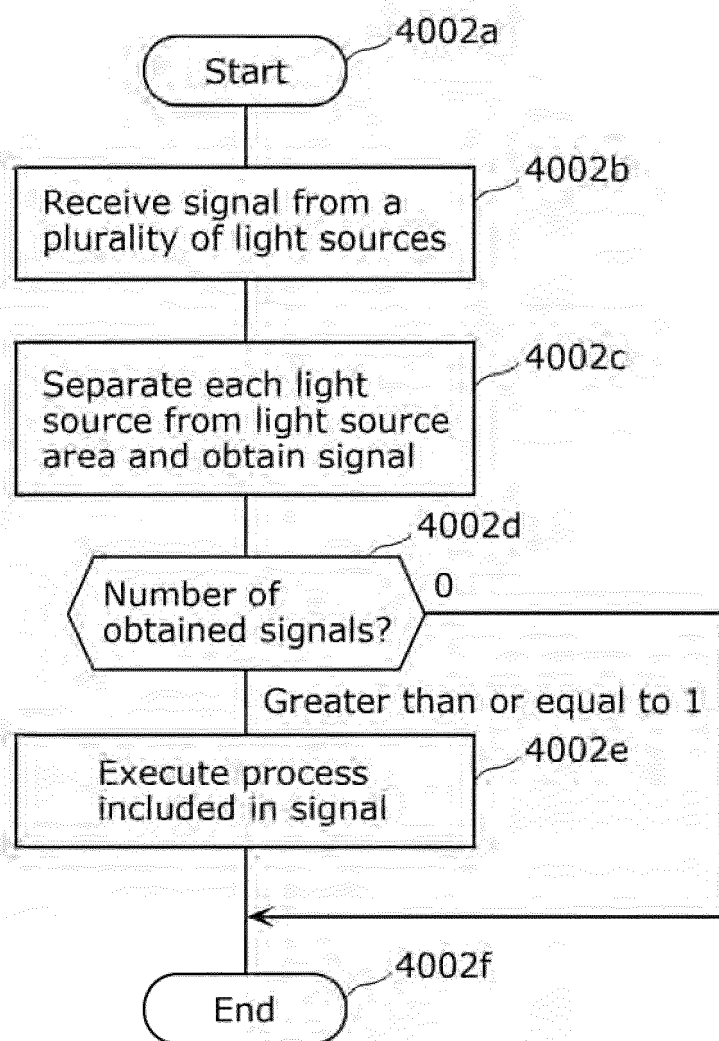 4002a
Start
4002b
Receive signal from a
plurality of light sources
4002c
Separate each light
source from light source
area and obtain signal
4002d
Number of
obtained signals?
0
Greater than or equal to 1
4002e
Execute process
included in signal
4002f
End